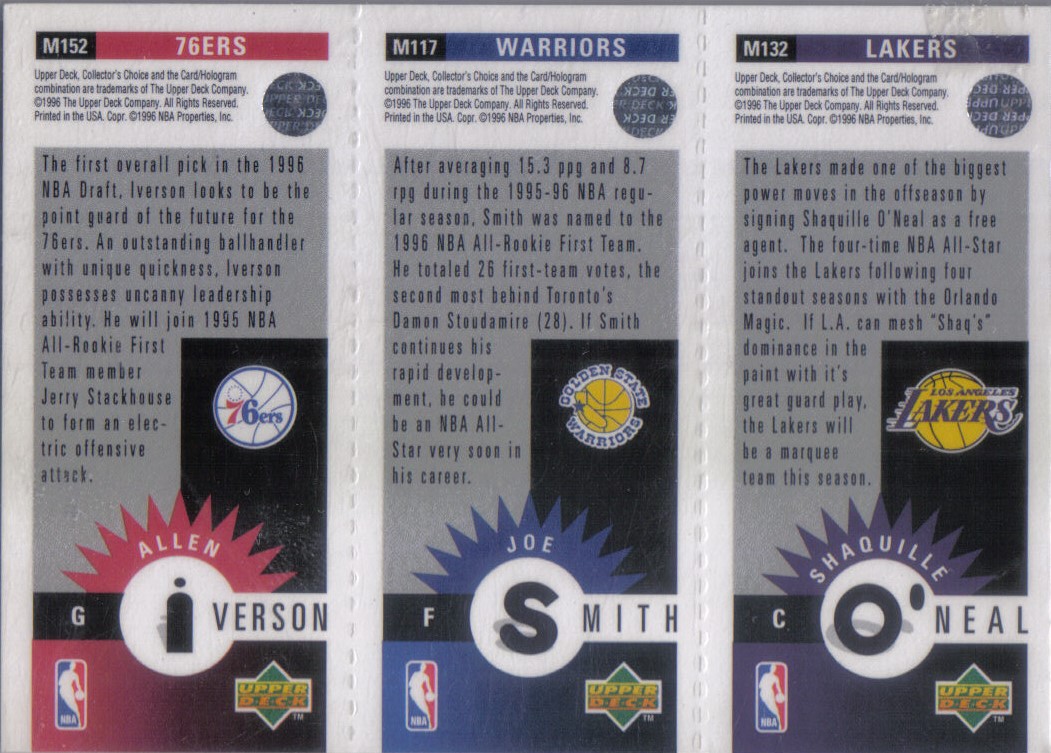 M152 76ERS
Upper Deck, Collector's Choice and the Card/Hologram
combination are trademarks of The Upper Deck Company.
©1996 The Upper Deck Company. All Rights Reserved.
Printed in the USA. Copr. ©1996 NBA Properties, Inc.
The first overall pick in the 1996
NBA Draft, Iverson looks to be the
point guard of the future for the
76ers. An outstanding ballhandler
with unique quickness, Iverson
possesses uncanny leadership
ability. He will join 1995 NBA
All-Rookie First
Team member
Jerry Stackhouse
to form an elec-
tric offensive
attack.
76ers
ALLEN
G iVERSON
NBA
UPPER
DECK
TM
M117 WARRIORS
Upper Deck, Collector's Choice and the Card/Hologram
combination are trademarks of The Upper Deck Company.
©1996 The Upper Deck Company. All Rights Reserved.
Printed in the USA. Copr. ©1996 NBA Properties, Inc.
After averaging 15.3 ppg and 8.7
rpg during the 1995-96 NBA regu-
lar season, Smith was named to the
1996 NBA All-Rookie First Team.
He totaled 26 first-team votes, the
second most behind Toronto's
Damon Stoudamire (28). If Smith
continues his
rapid develop-
ment, he could
be an NBA All-
Star very soon in
his career.
GOLDEN STATE
WARRIORS
JOE
F SMITH
NBA
UPPER
DECK
TM
M132 LAKERS
Upper Deck, Collector's Choice and the Card/Hologram
combination are trademarks of The Upper Deck Company.
©1996 The Upper Deck Company. All Rights Reserved.
Printed in the USA. Copr. ©1996 NBA Properties, Inc.
The Lakers made one of the biggest
power moves in the offseason by
signing Shaquille O'Neal as a free
agent. The four-time NBA All-Star
joins the Lakers following four
standout seasons with the Orlando
Magic. If L.A. can mesh "Shaq's"
dominance in the
paint with it's
great guard play,
the Lakers will
be a marquee
team this season.
LOS ANGELES
LAKERS
SHAQUILLE
C O'NEAL
NBA
UPPER
DECK
TM